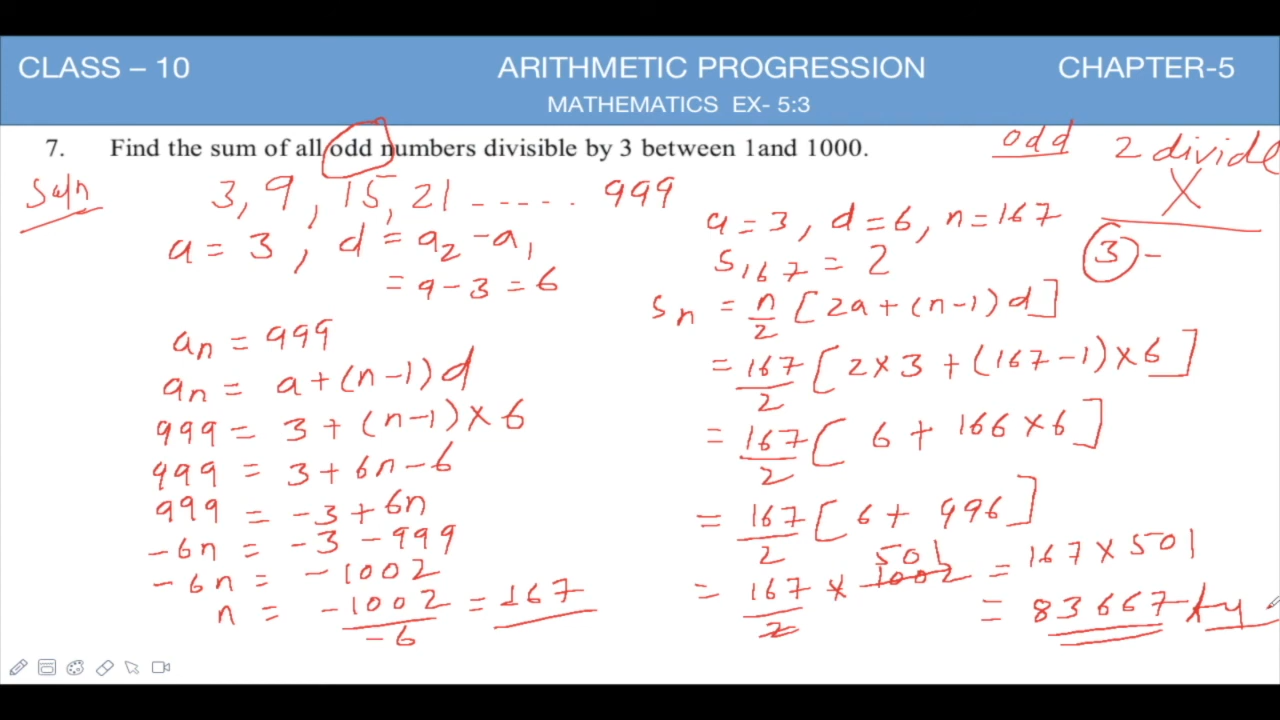 CLASS – 10 ARITHMETIC PROGRESSION CHAPTER-5
MATHEMATICS EX- 5:3
7. Find the sum of all odd numbers divisible by 3 between 1and 1000.
Soln
3, 9, 15, 21 ------ 999
a = 3, d = a₂ - a₁
= 9 - 3 = 6
aₙ = 999
aₙ = a + (n-1) d
999 = 3 + (n-1) × 6
999 = 3 + 6n - 6
999 = -3 + 6n
-6n = -3 - 999
-6n = -1002
n = -1002/-6 = 167
odd 2 divide
X
3 -
a = 3, d = 6, n = 167
S₁₆₇ = 2
Sₙ = n/2 [2a + (n-1) d]
= 167/2 [2 × 3 + (167-1) × 6]
= 167/2 [6 + 166 × 6]
= 167/2 [6 + 996]
= 167/2 × 1002 501 = 167 × 501
= 83667